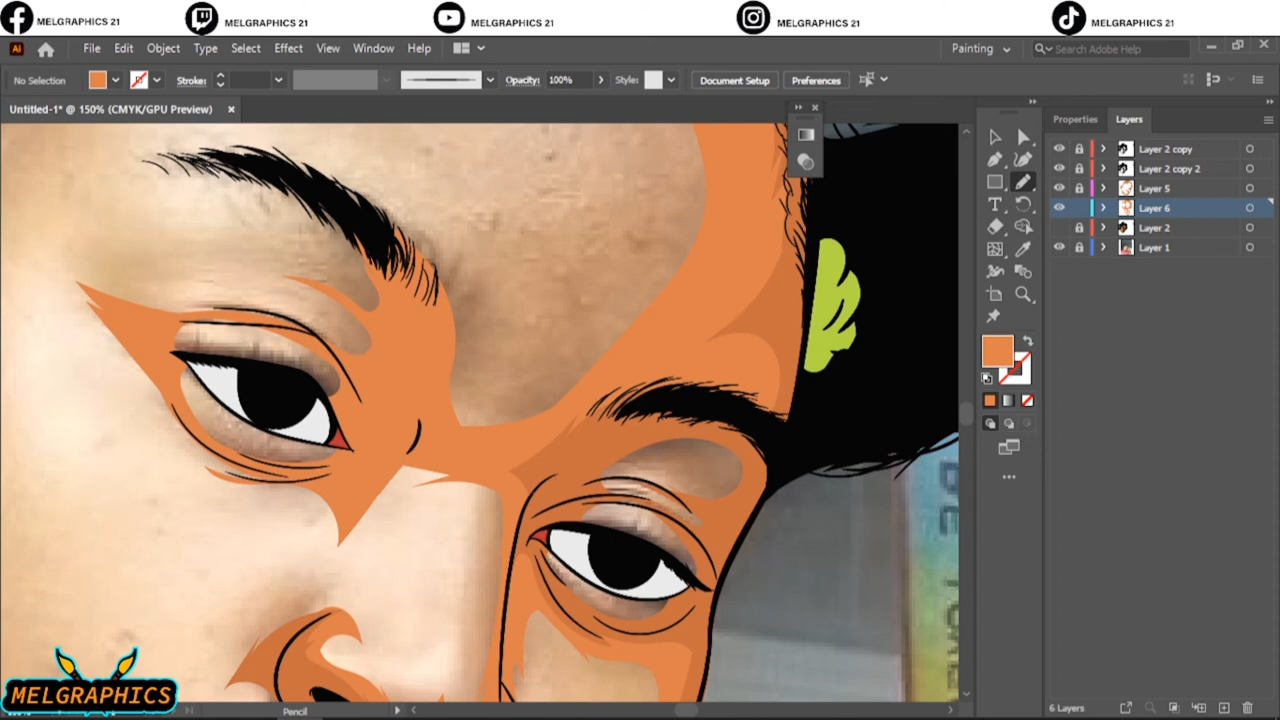 MELGRAPHICS 21
MELGRAPHICS 21
MELGRAPHICS 21
MELGRAPHICS 21
MELGRAPHICS 21
Ai File Edit Object Type Select Effect View Window Help Painting Search Adobe Help
No Selection Stroke: Opacity: 100% Style: Document Setup Preferences
Untitled-1* @ 150% (CMYK/GPU Preview)
Properties Layers
Layer 2 copy
Layer 2 copy 2
Layer 5
Layer 6
Layer 2
Layer 1
MELGRAPHICS
Pencil
6 Layers